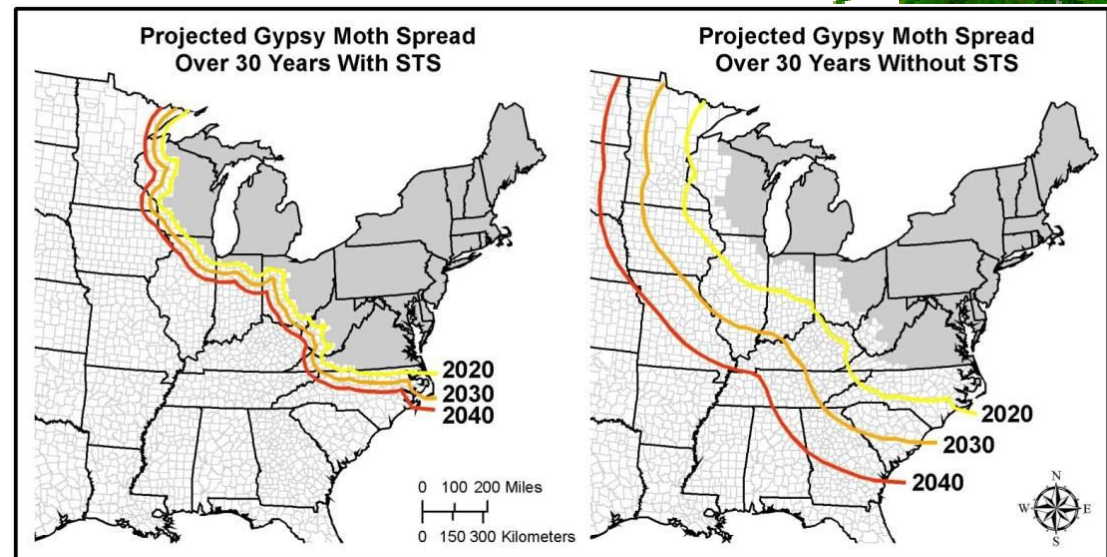 Projected Gypsy Moth Spread
Over 30 Years With STS
2020
2030
2040
0 100 200 Miles
0 150 300 Kilometers
Projected Gypsy Moth Spread
Over 30 Years Without STS
2020
2030
2040
N
W E
S